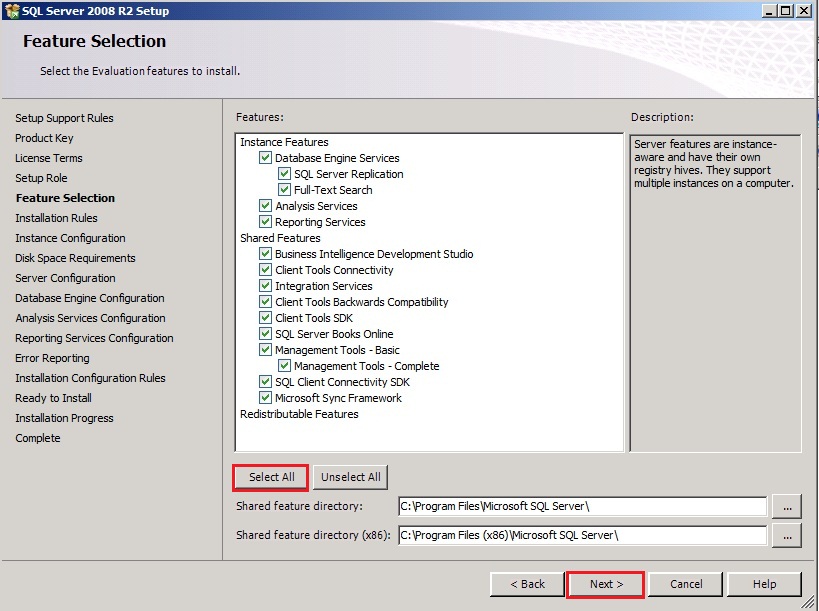 SQL Server 2008 R2 Setup
Feature Selection
Select the Evaluation features to install.
Setup Support Rules
Product Key
License Terms
Setup Role
Feature Selection
Installation Rules
Instance Configuration
Disk Space Requirements
Server Configuration
Database Engine Configuration
Analysis Services Configuration
Reporting Services Configuration
Error Reporting
Installation Configuration Rules
Ready to Install
Installation Progress
Complete
Features:
Instance Features
Database Engine Services
SQL Server Replication
Full-Text Search
Analysis Services
Reporting Services
Shared Features
Business Intelligence Development Studio
Client Tools Connectivity
Integration Services
Client Tools Backwards Compatibility
Client Tools SDK
SQL Server Books Online
Management Tools - Basic
Management Tools - Complete
SQL Client Connectivity SDK
Microsoft Sync Framework
Redistributable Features
Description:
Server features are instance-
aware and have their own
registry hives. They support
multiple instances on a computer.
Select All
Unselect All
Shared feature directory:
C:\Program Files\Microsoft SQL Server\
...
Shared feature directory (x86):
C:\Program Files (x86)\Microsoft SQL Server\
...
< Back
Next >
Cancel
Help